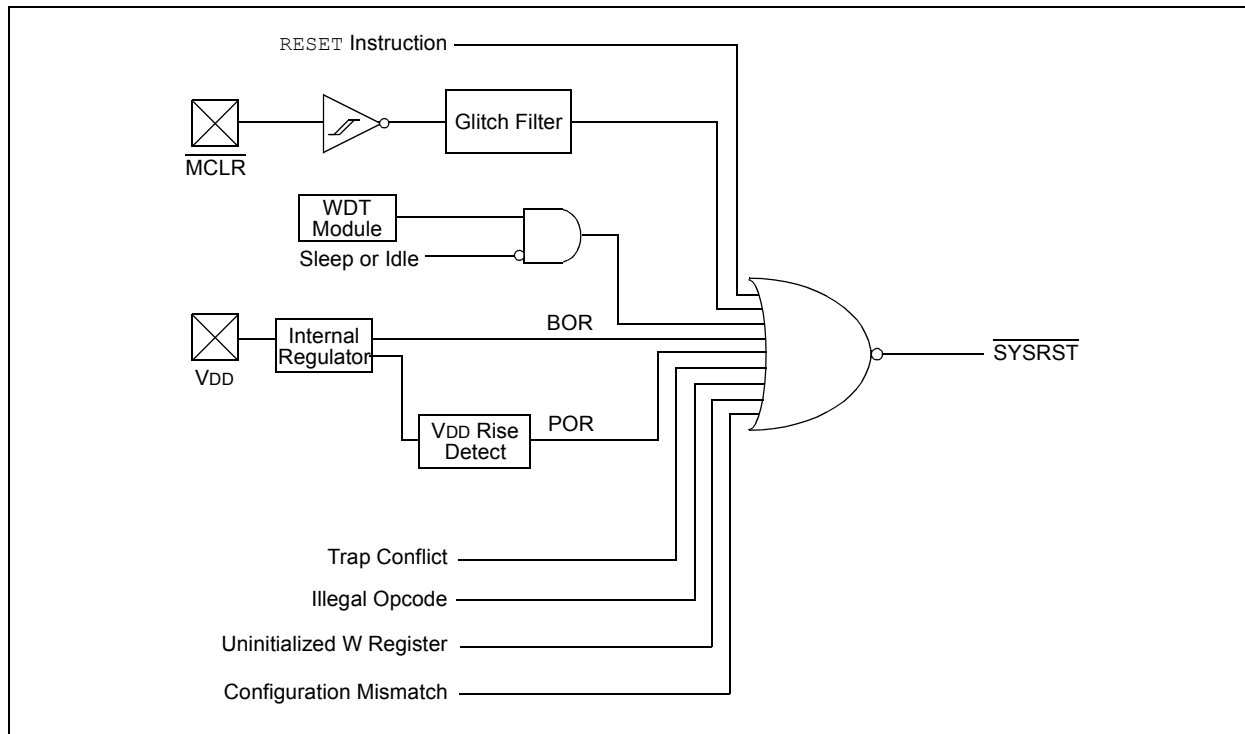 RESET Instruction
Glitch Filter
MCLR
WDT
Module
Sleep or Idle
BOR
Internal
Regulator
SYSRST
VDD
POR
VDD Rise
Detect
Trap Conflict
Illegal Opcode
Uninitialized W Register
Configuration Mismatch